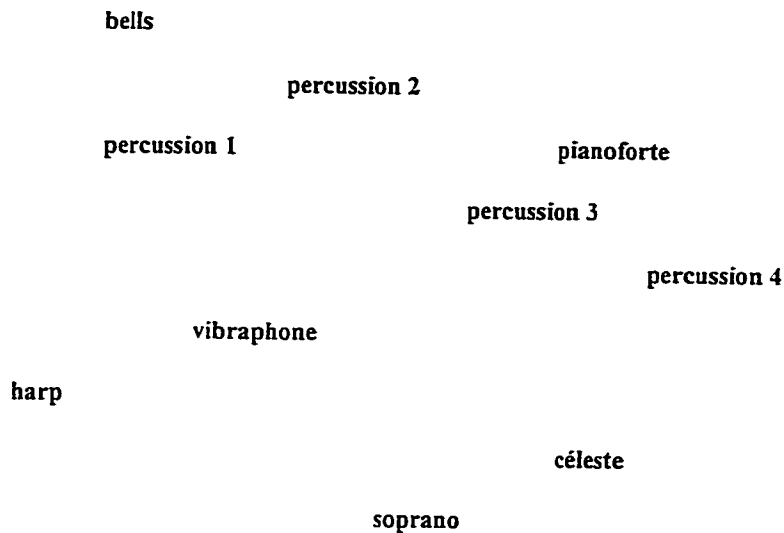 bells
percussion 2
percussion 1
pianoforte
percussion 3
percussion 4
vibraphone
harp
céleste
soprano